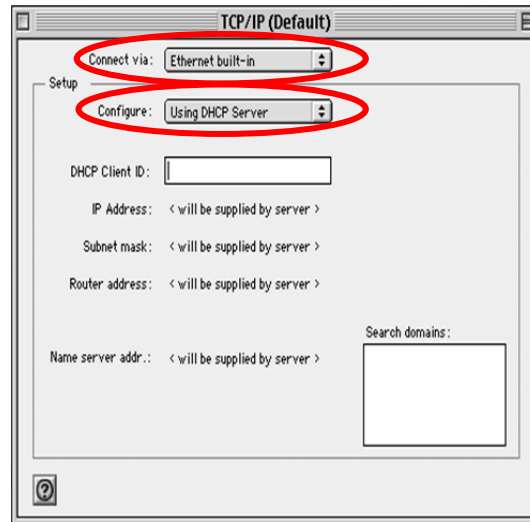 TCP/IP (Default)
Connect via: Ethernet built-in
Setup
Configure: Using DHCP Server
DHCP Client ID:
IP Address: < will be supplied by server >
Subnet mask: < will be supplied by server >
Router address: < will be supplied by server >
Search domains:
Name server addr.: < will be supplied by server >
?